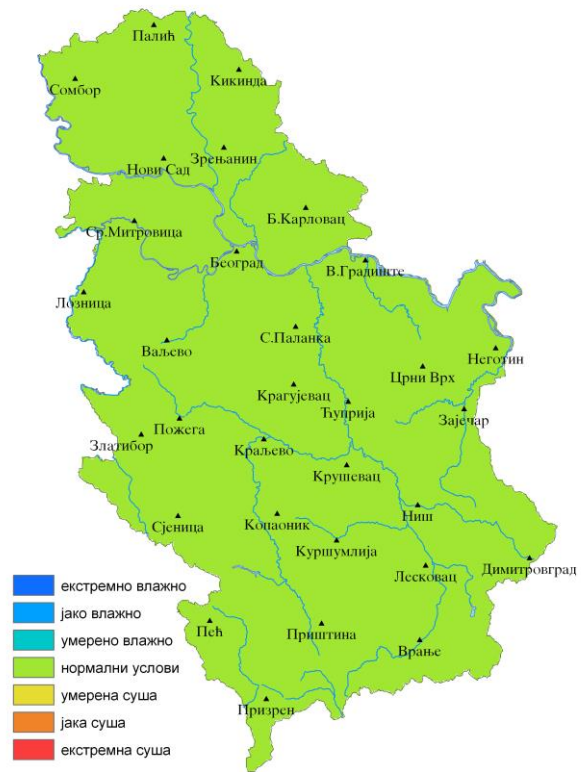 Палић
Кикинда
Сомбор
Зрењанин
Нови Сад
Б.Карловац
Ср.Митровица
Београд
В.Градиште
Лозница
С.Паланка
Ваљево
Неготин
Црни Врх
Крагујевац
Ћуприја
Зајечар
Пожега
Златибор
Краљево
Крушевац
Ниш
Сјеница
Копаоник
Куршумлија
Димитровград
Лесковац
Пећ
Приштина
Врање
Призрен
екстремно влажно
јако влажно
умерено влажно
нормални услови
умерена суша
јака суша
екстремна суша